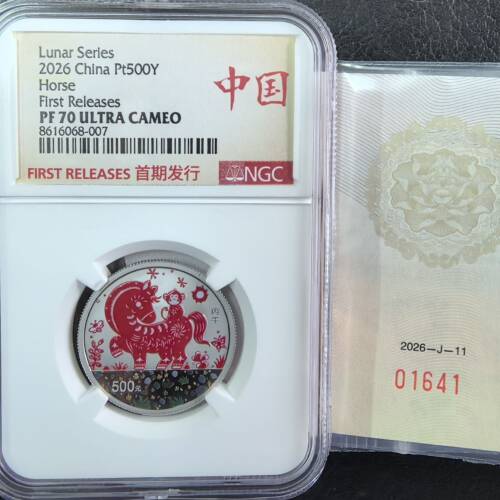 Lunar Series
2026 China Pt500Y
Horse
First Releases
PF 70 ULTRA CAMEO
8616068-007
中国
FIRST RELEASES 首期发行
NGC
丙午
500元
2026-J-11
01641